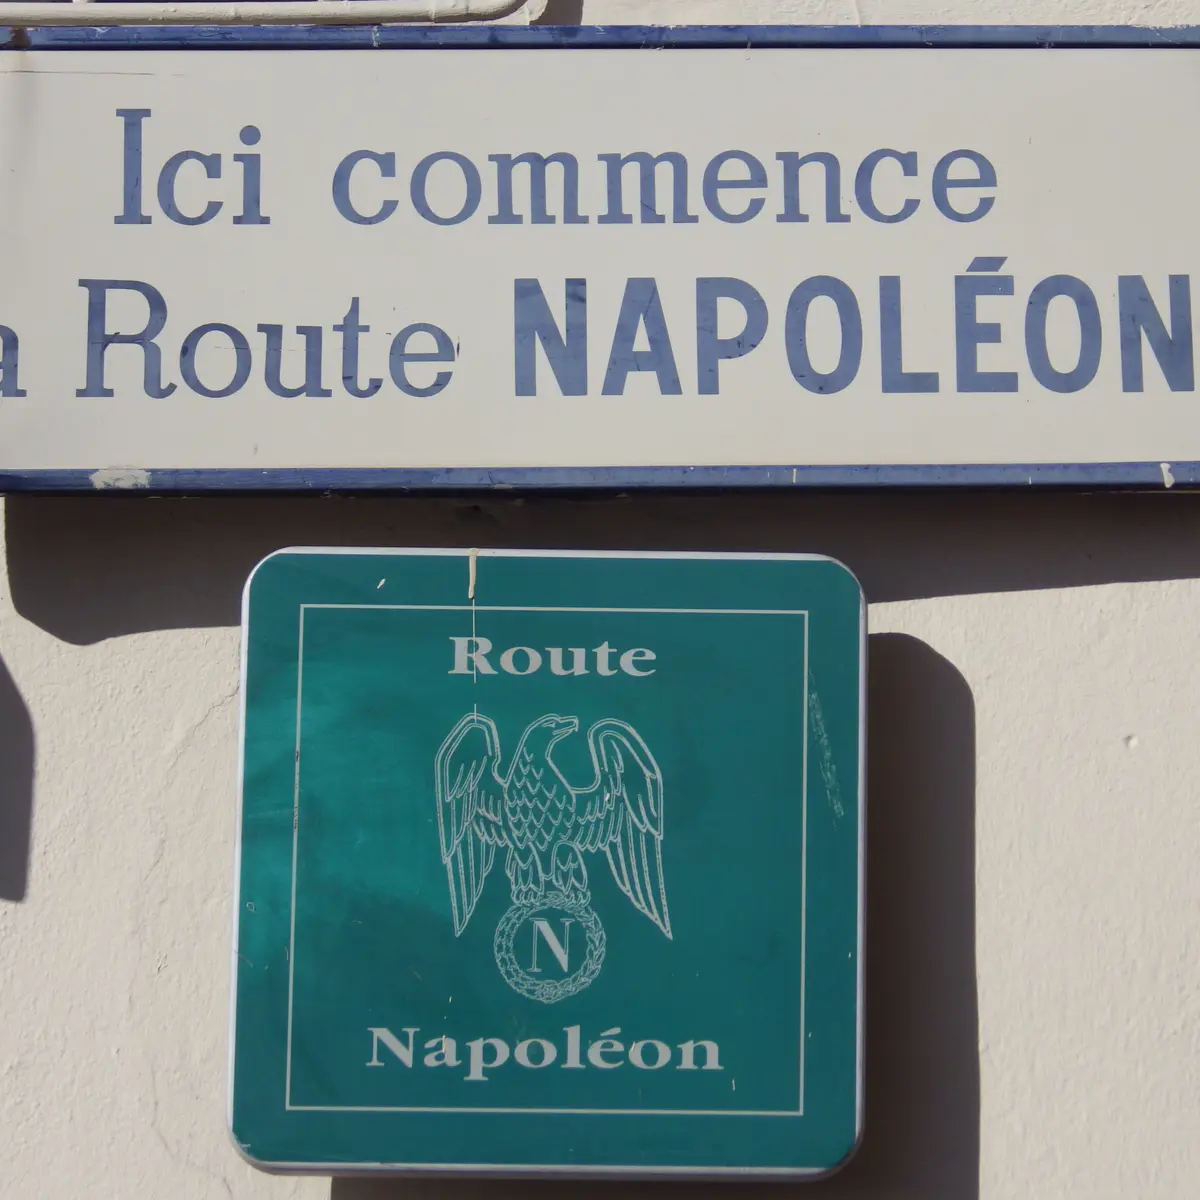 Ici commence
a Route NAPOLÉON
Route
N
Napoléon